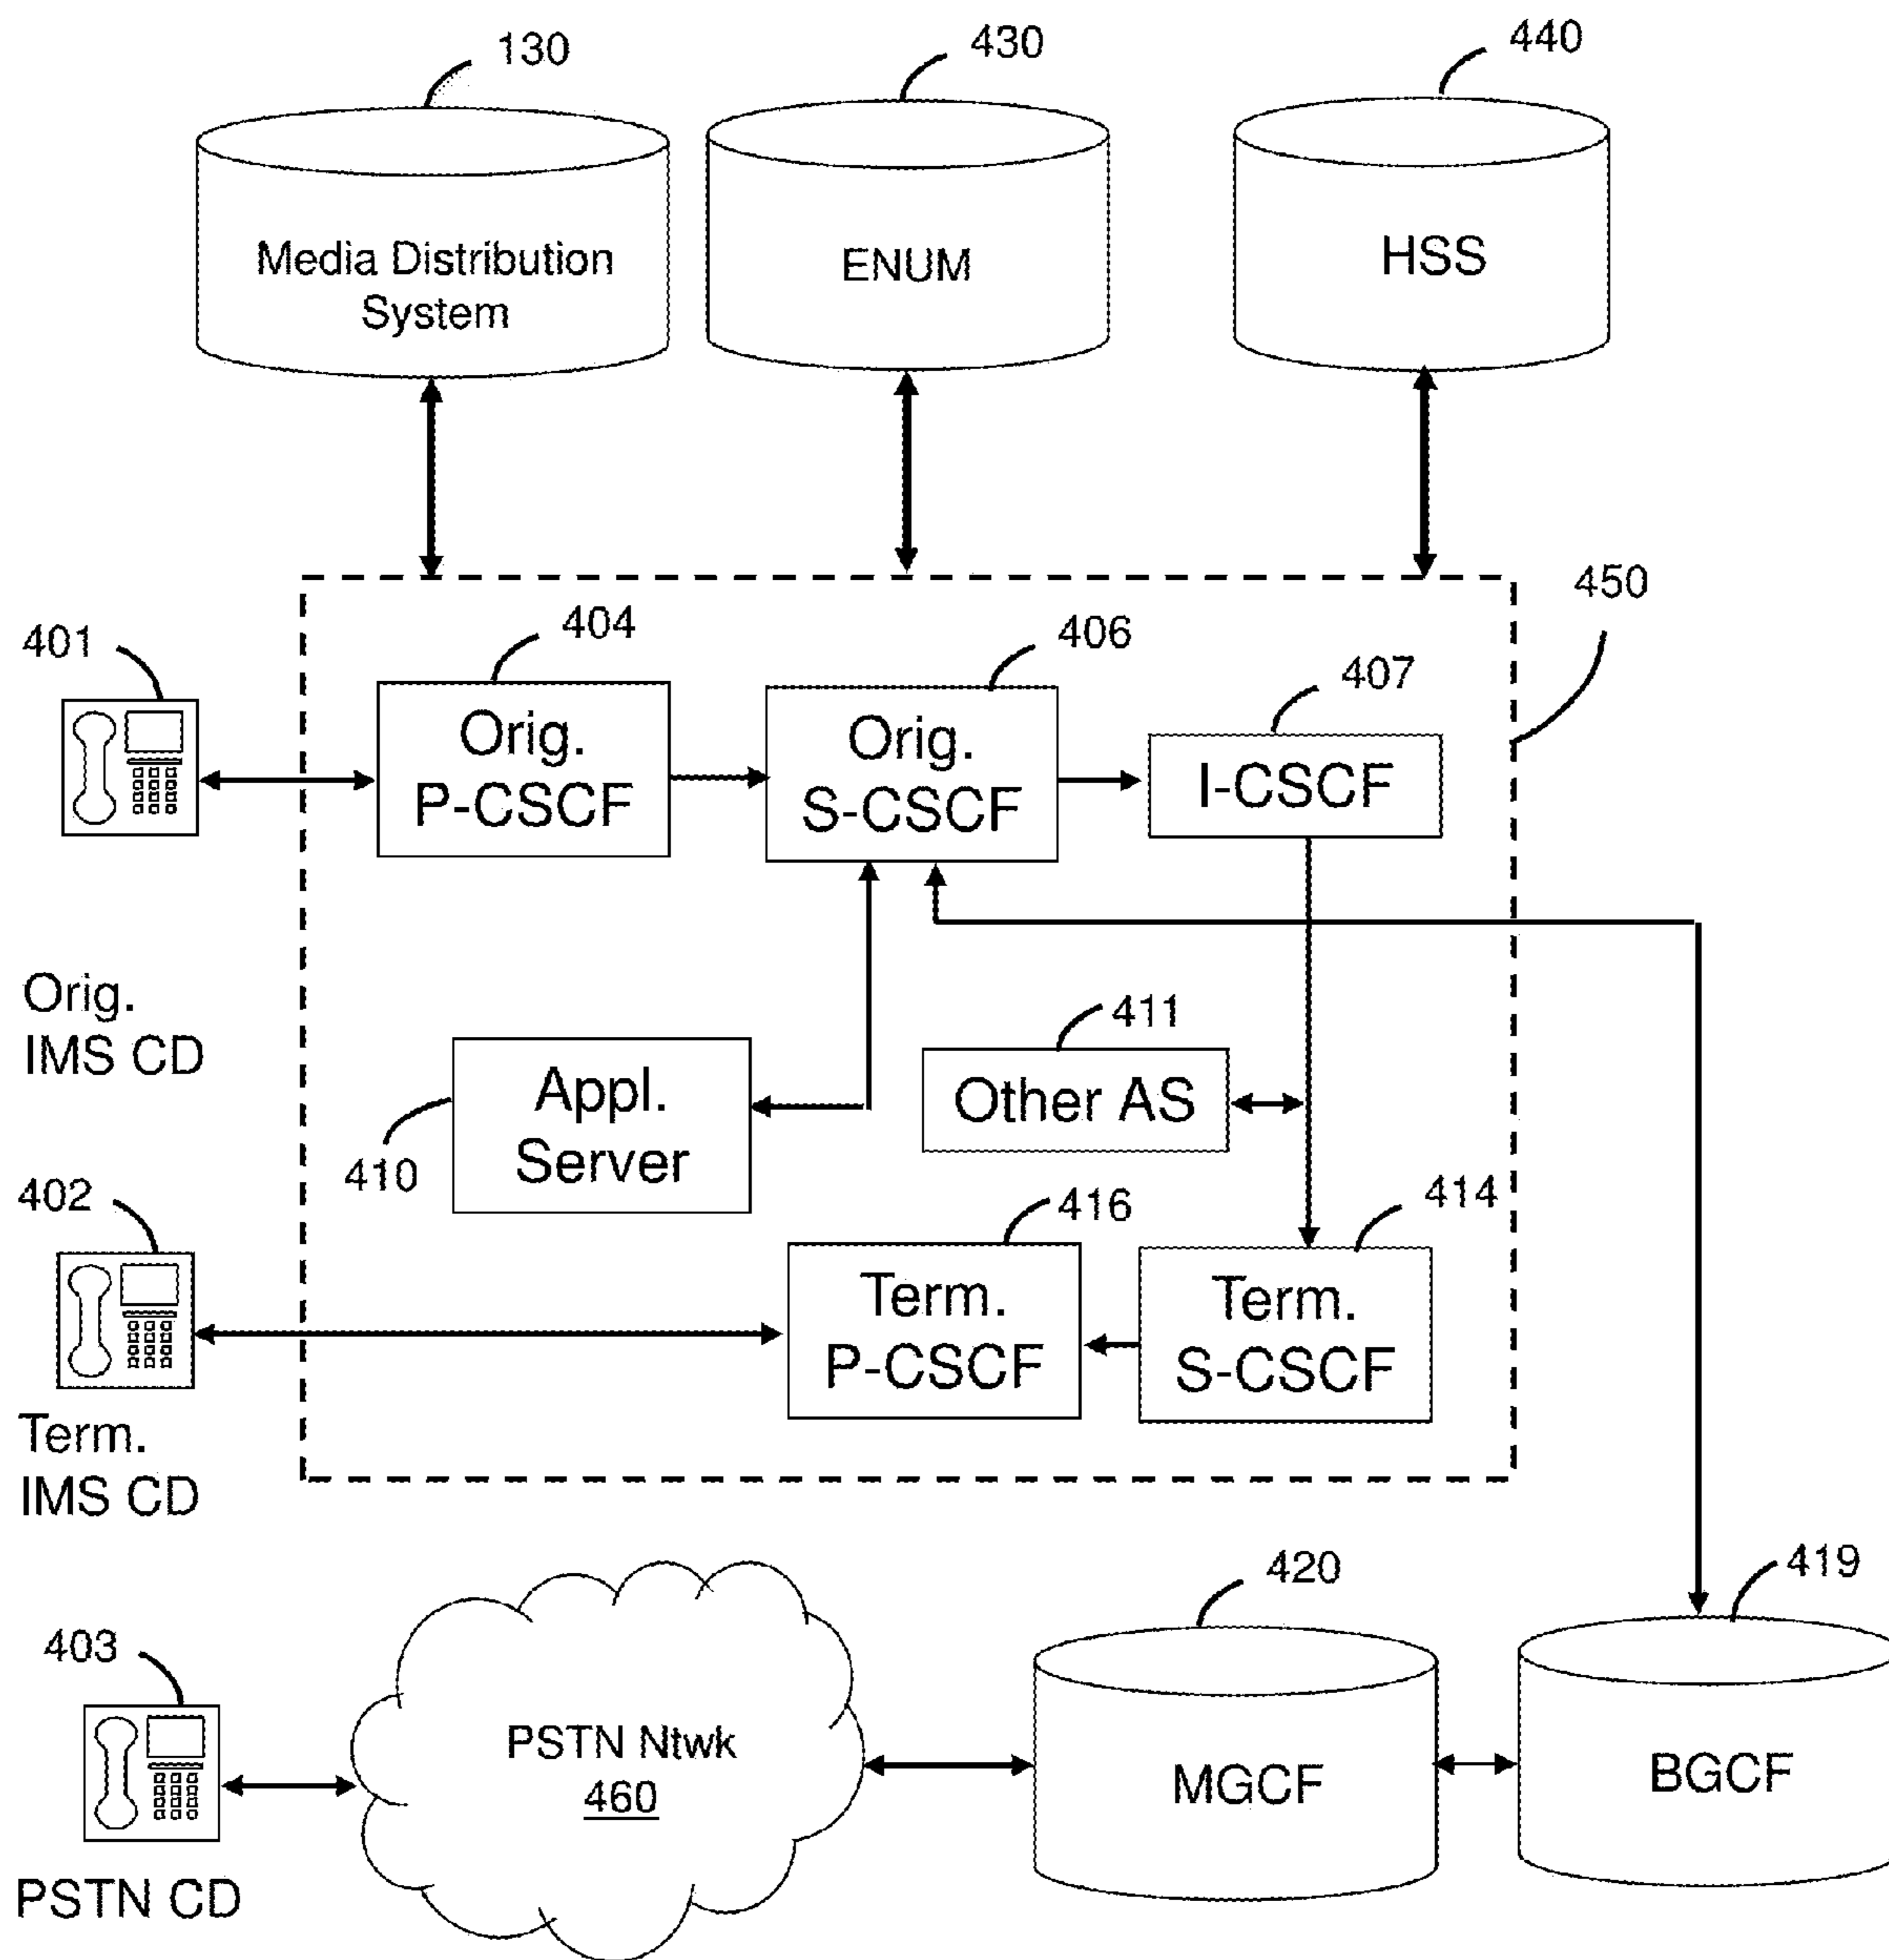 130
430
440
Media Distribution
System
ENUM
HSS
450
401
404
406
407
Orig.
P-CSCF
Orig.
S-CSCF
I-CSCF
Orig.
IMS CD
411
Other AS
Appl.
Server
410
402
416
414
Term.
P-CSCF
Term.
S-CSCF
Term.
IMS CD
420
419
403
PSTN Ntwk
460
MGCF
BGCF
PSTN CD